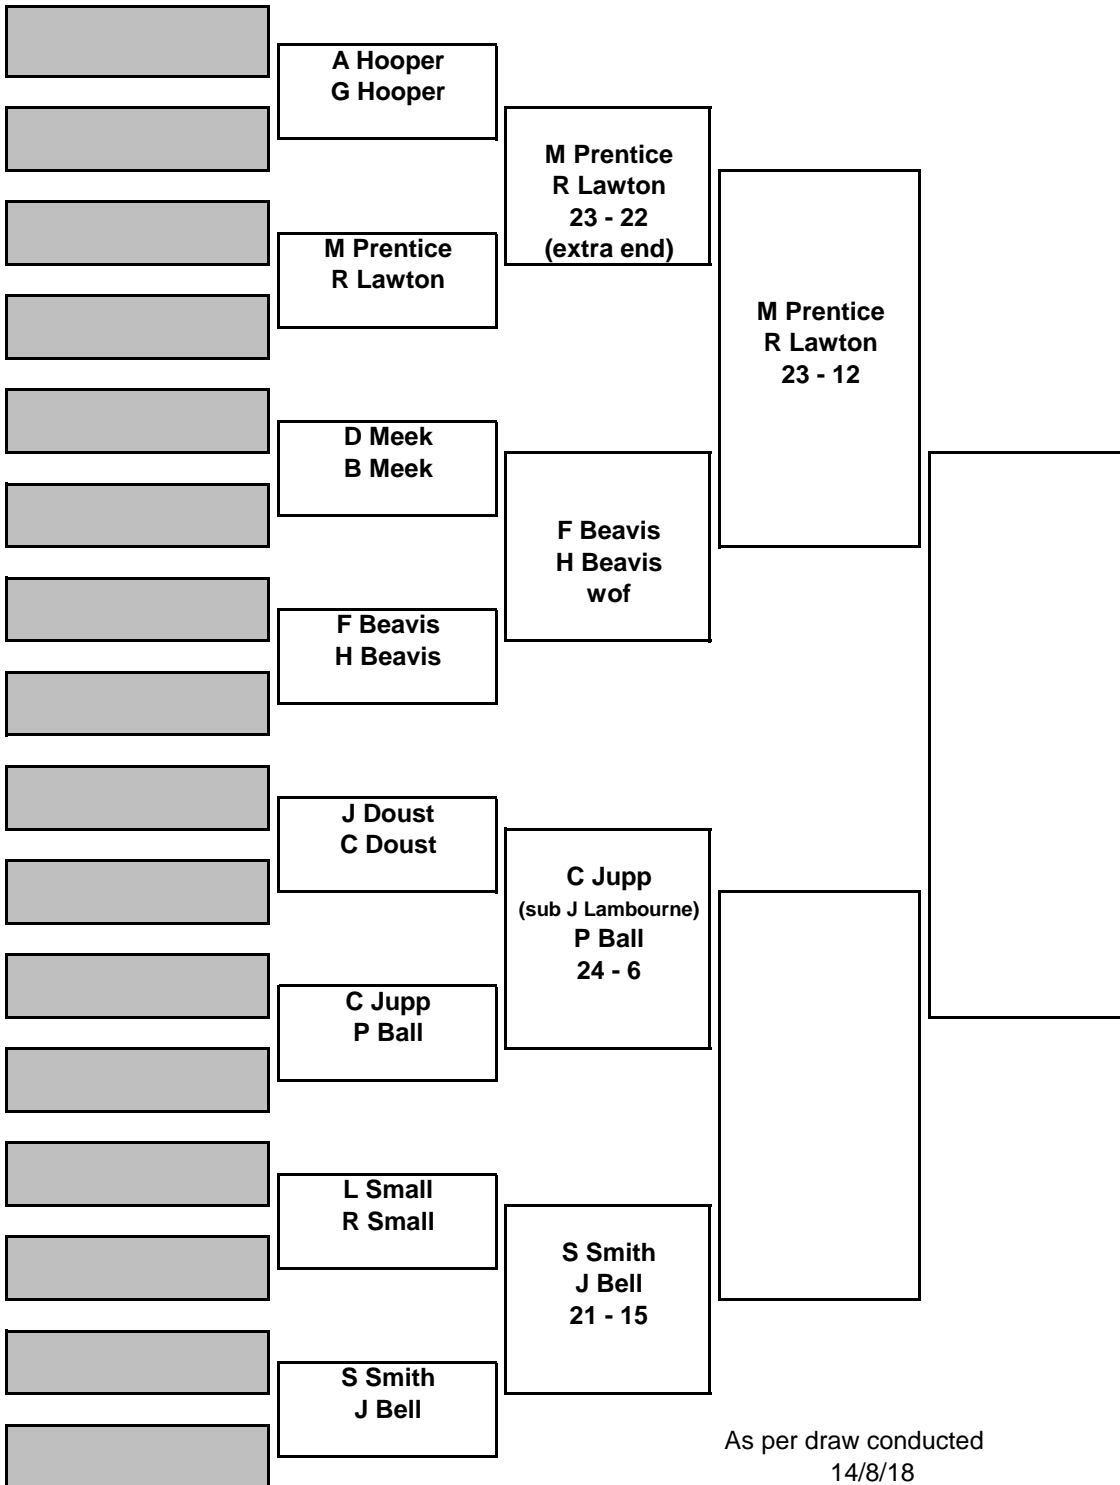 A Hooper
G Hooper
M Prentice
R Lawton
D Meek
B Meek
F Beavis
H Beavis
J Doust
C Doust
C Jupp
P Ball
L Small
R Small
S Smith
J Bell
M Prentice
R Lawton
23 - 22
(extra end)
F Beavis
H Beavis
wof
C Jupp
(sub J Lambourne)
P Ball
24 - 6
S Smith
J Bell
21 - 15
M Prentice
R Lawton
23 - 12
As per draw conducted
14/8/18